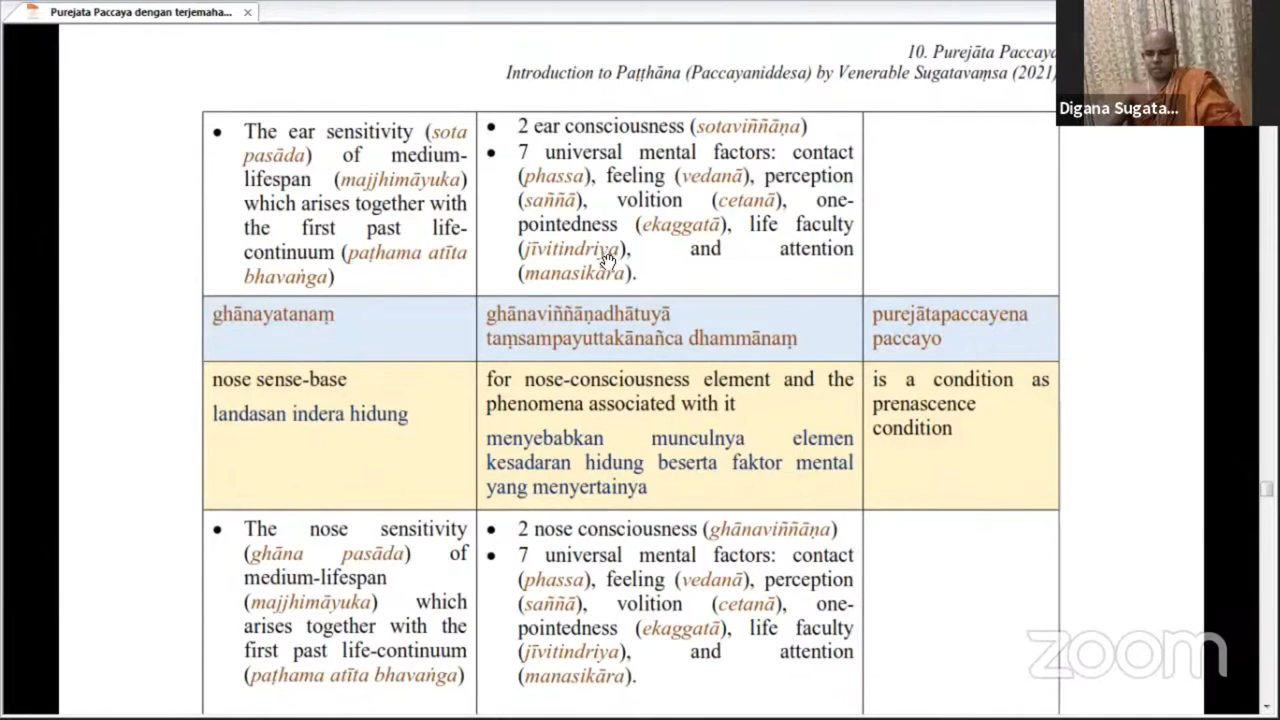 Purejata Paccaya dengan terjemaha...
10. Purejāta Paccaya
Introduction to Paṭṭhāna (Paccayaniddesa) by Venerable Sugatavaṃsa (2021)
Digana Sugata...
• The ear sensitivity (sota
pasāda) of medium-
lifespan (majjhimāyuka)
which arises together with
the first past life-
continuum (paṭhama atīta
bhavaṅga)
• 2 ear consciousness (sotaviññāṇa)
• 7 universal mental factors: contact
(phassa), feeling (vedanā), perception
(saññā), volition (cetanā), one-
pointedness (ekaggatā), life faculty
(jīvitindriya), and attention
(manasikāra).
ghānayatanaṃ
ghānaviññāṇadhātuyā
taṃsampayuttakānañca dhammānaṃ
purejātapaccayena
paccayo
nose sense-base
landasan indera hidung
for nose-consciousness element and the
phenomena associated with it
menyebabkan munculnya elemen
kesadaran hidung beserta faktor mental
yang menyertainya
is a condition as
prenascence
condition
• The nose sensitivity
(ghāna pasāda) of
medium-lifespan
(majjhimāyuka) which
arises together with the
first past life-continuum
(paṭhama atīta bhavaṅga)
• 2 nose consciousness (ghānaviññāṇa)
• 7 universal mental factors: contact
(phassa), feeling (vedanā), perception
(saññā), volition (cetanā), one-
pointedness (ekaggatā), life faculty
(jīvitindriya), and attention
(manasikāra).
zoom